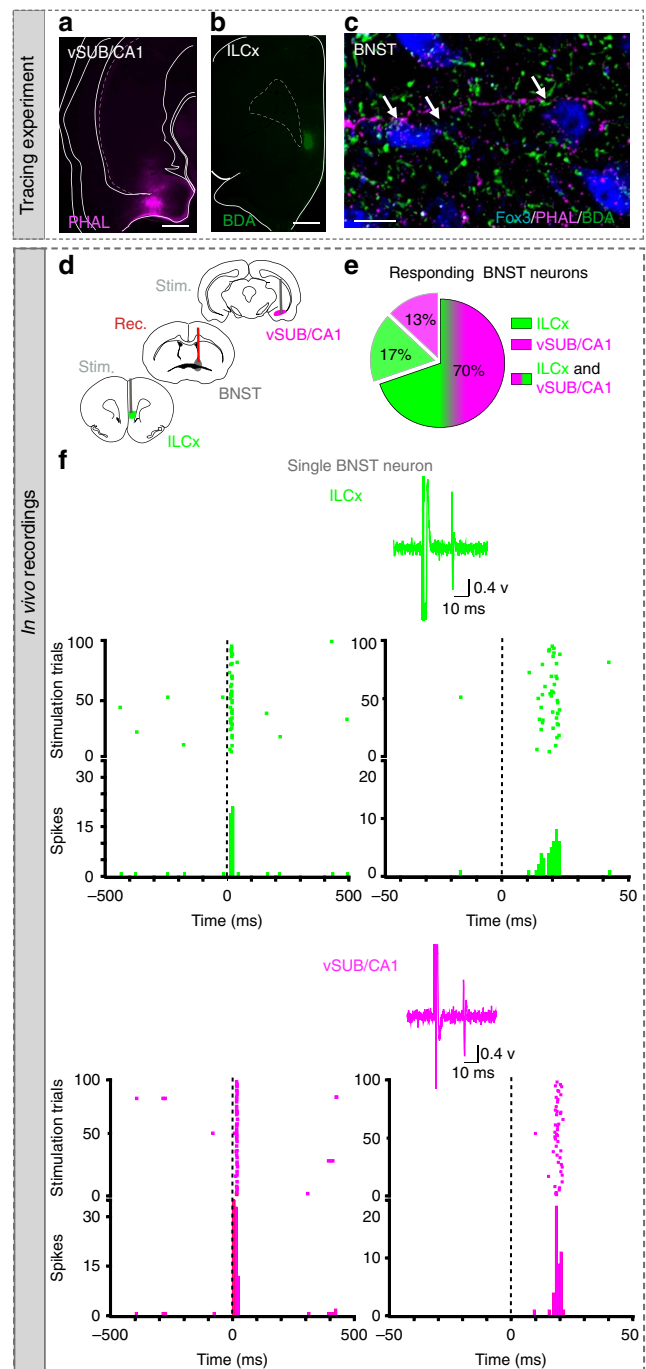 Tracing experiment
a
vSUB/CA1
PHAL
b
ILCx
BDA
c
BNST
Fox3/PHAL/BDA
In vivo recordings
d
Stim.
vSUB/CA1
Rec.
BNST
Stim.
ILCx
e
Responding BNST neurons
13%
17%
70%
ILCx
vSUB/CA1
ILCx and
vSUB/CA1
f
Single BNST neuron
ILCx
0.4 v
10 ms
Stimulation trials
100
50
0
Spikes
30
15
0
−500
0
500
Time (ms)
100
50
0
20
10
0
−50
0
50
Time (ms)
vSUB/CA1
0.4 v
10 ms
Stimulation trials
100
50
0
Spikes
30
15
0
−500
0
500
Time (ms)
100
50
0
20
10
0
−50
0
50
Time (ms)